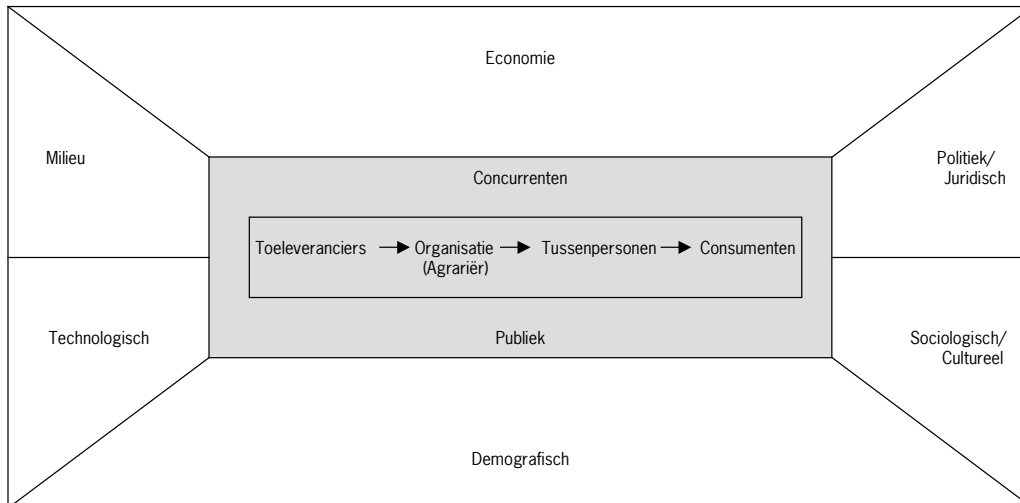 Economie
Milieu
Politiek/
Juridisch
Concurrenten
Toeleveranciers
Organisatie
(Agrariër)
Tussenpersonen
Consumenten
Technologisch
Publiek
Sociologisch/
Cultureel
Demografisch